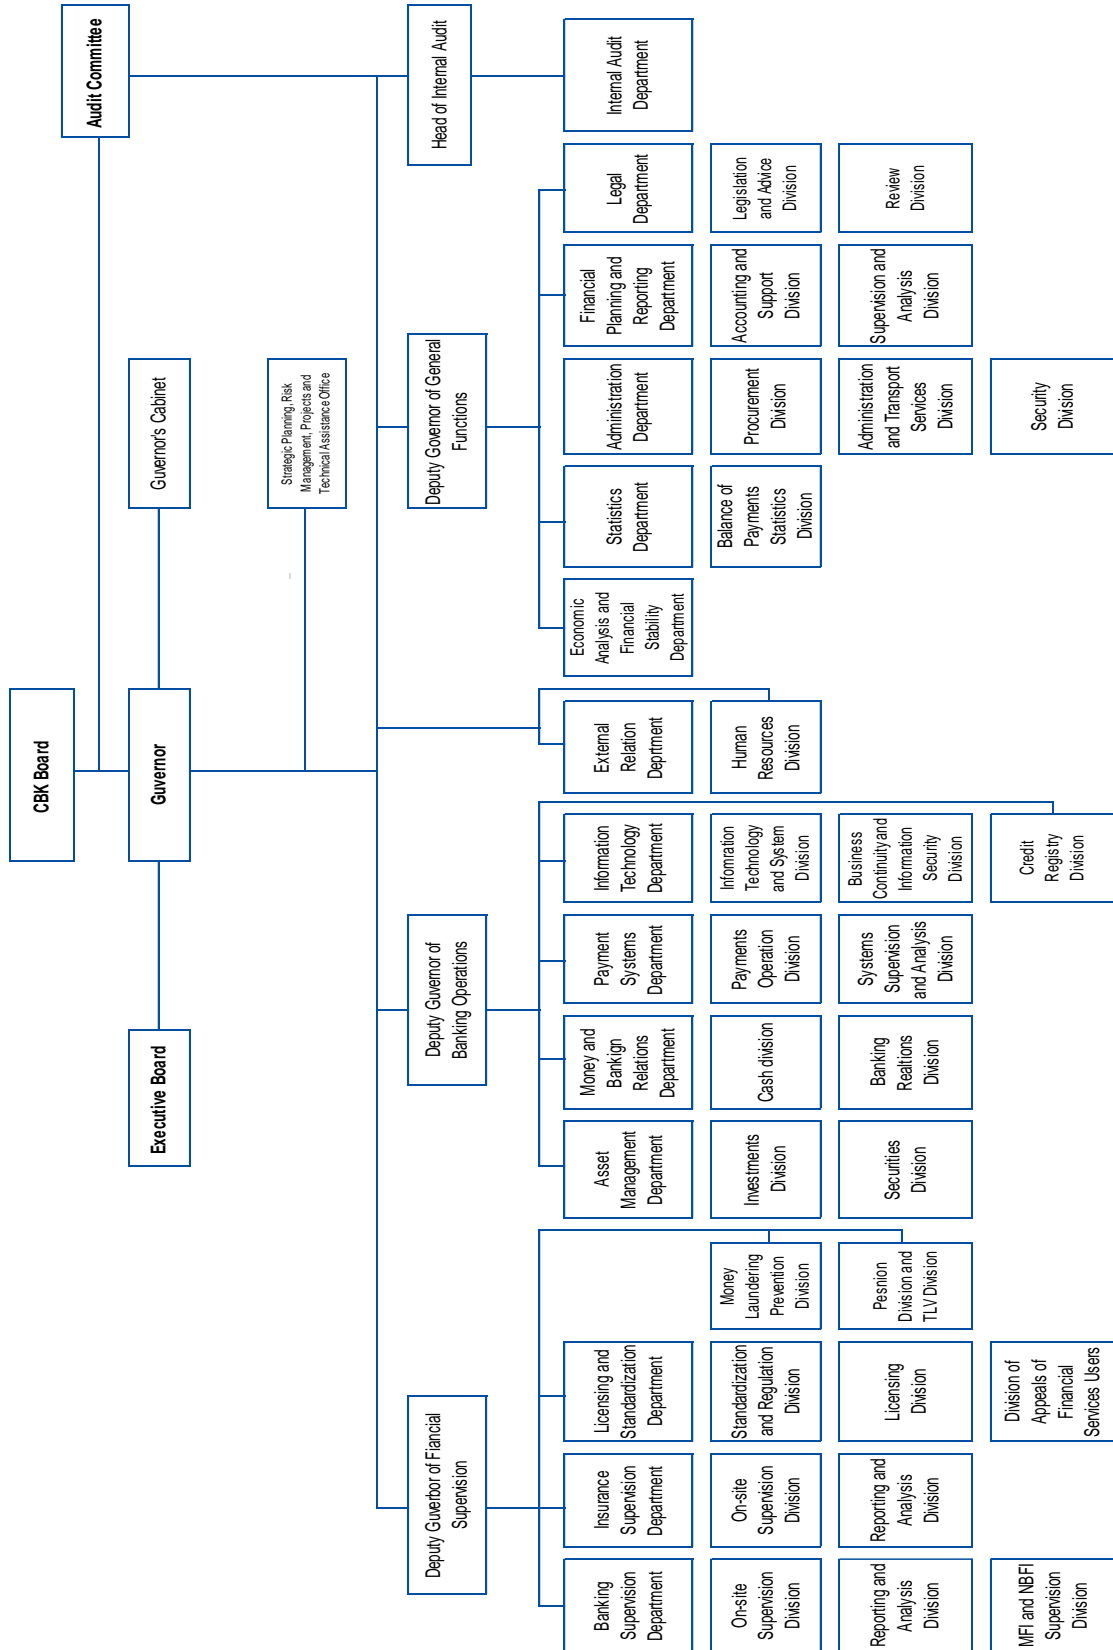 CBK Board
Audit Committee
Executive Board
Guvernor
Guvernor's Cabinet
Strategic Planning, Risk
Management, Projects and
Technical Assistance Office
Deputy Guverbor of Fiancial
Supervision
Deputy Guvernor of
Banking Operations
Deputy Governor of General
Functions
Head of Internal Audit
Banking
Supervision
Department
Insurance
Supervision
Department
Licensing and
Standardization
Department
Asset
Management
Department
Money and
Bankign
Relations
Department
Payment
Systems
Department
Information
Technology
Department
External
Relation
Deprtment
Economic
Analysis and
Financial
Stability
Department
Statistics
Department
Administration
Department
Financial
Planning and
Reporting
Department
Legal
Department
Internal Audit
Department
On-site
Supervision
Division
On-site
Supervision
Division
Standardization
and Regulation
Division
Money
Laundering
Prevention
Division
Investments
Division
Cash division
Payments
Operation
Division
Infomration
Technology
and System
Division
Human
Resources
Division
Balance of
Payments
Statistics
Division
Procurement
Division
Accounting and
Support
Division
Legislation
and Advice
Division
Reporting and
Analysis
Division
Reporting and
Analysis
Division
Licensing
Division
Pesnion
Division and
TLV Division
Securities
Division
Banking
Realtions
Division
Systems
Supervision
and Analysis
Division
Business
Continuity and
Information
Security
Division
Administration
and Transport
Services
Division
Supervision and
Analysis
Division
Review
Division
MFI and NBFI
Supervision
Division
Division of
Appeals of
Financial
Services Users
Credit
Registry
Division
Security
Division